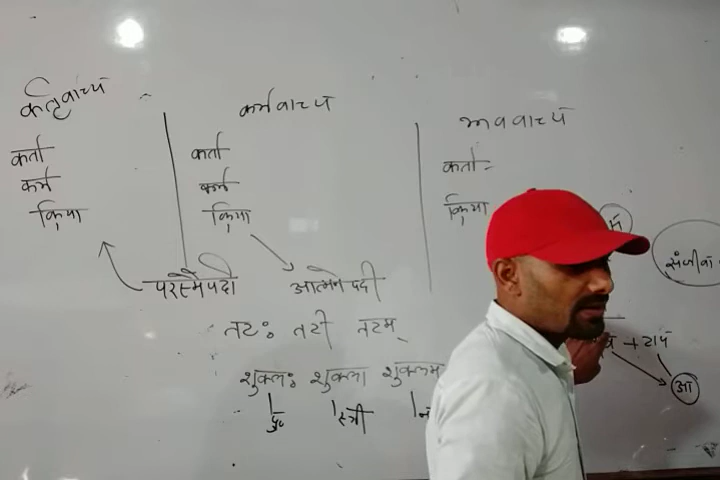 कर्तृवाच्य कर्मवाच्य भाववाच्य
कर्ता कर्ता कर्ता -
कर्म कर्म
क्रिया क्रिया क्रिया
परस्मैपदी आत्मनेपदी
तटः तटी तटम्
शुक्लः शुक्ला शुक्लम
पु० स्त्री
+ टाप
आ